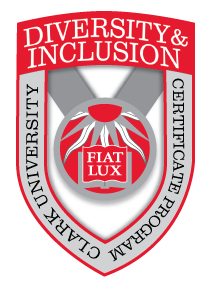 DIVERSITY&
INCLUSION
CLARK UNIVERSITY
CERTIFICATE PROGRAM
FIAT
LUX